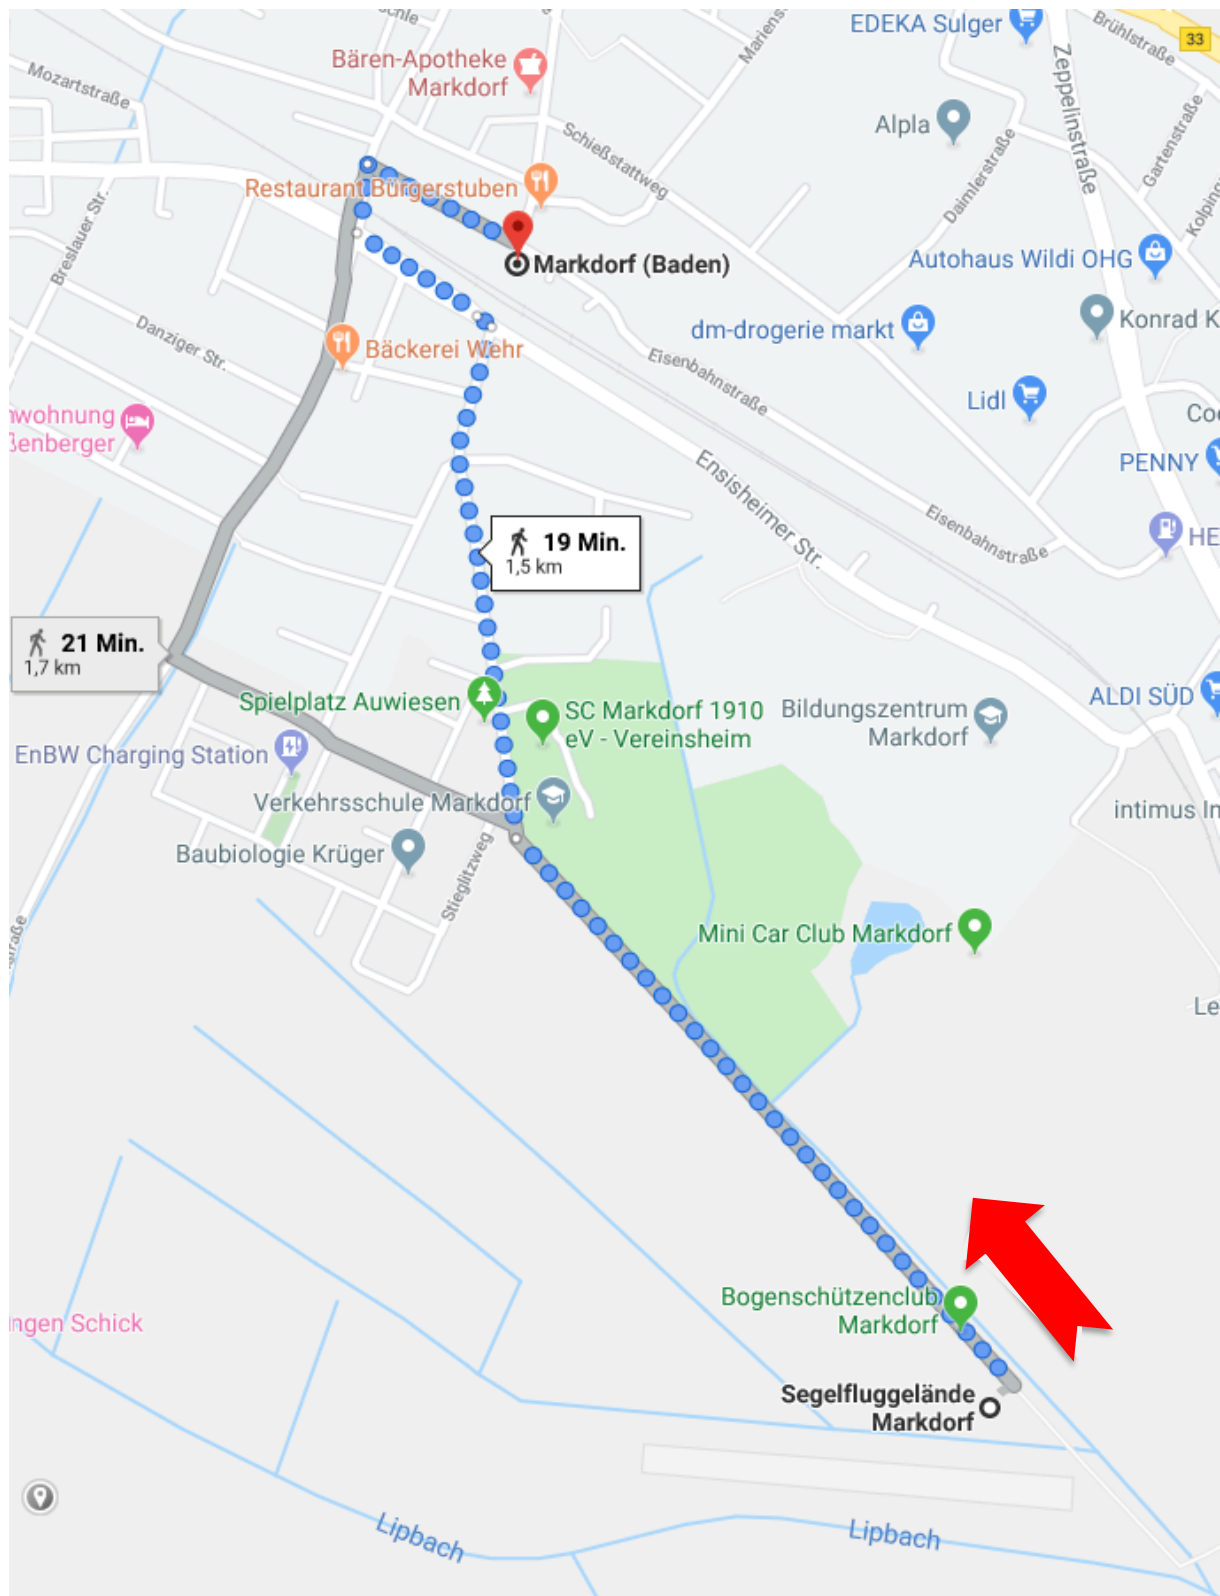 EDEKA Sulger
Brühlstraße
33
Bären-Apotheke
Markdorf
Mariens
Mozartstraße
Zeppelinstraße
Alpla
Schießstattweg
Daimlerstraße
Gartenstraße
Restaurant Bürgerstuben
Breslauer Str.
Markdorf (Baden)
Autohaus Wildi OHG
Konrad K
Danziger Str.
dm-drogerie markt
Bäckerei Wehr
Eisenbahnstraße
Lidl
PENNY
Ensisheimer Str.
Eisenbahnstraße
HE
19 Min.
1,5 km
21 Min.
1,7 km
Spielplatz Auwiesen
SC Markdorf 1910
eV - Vereinsheim
Bildungszentrum
Markdorf
ALDI SÜD
EnBW Charging Station
Verkehrsschule Markdorf
intimus In
Baubiologie Krüger
Stieglitzweg
Mini Car Club Markdorf
Le
Bogenschützenclub
Markdorf
ngen Schick
Segelfluggelände
Markdorf
Lipbach
Lipbach